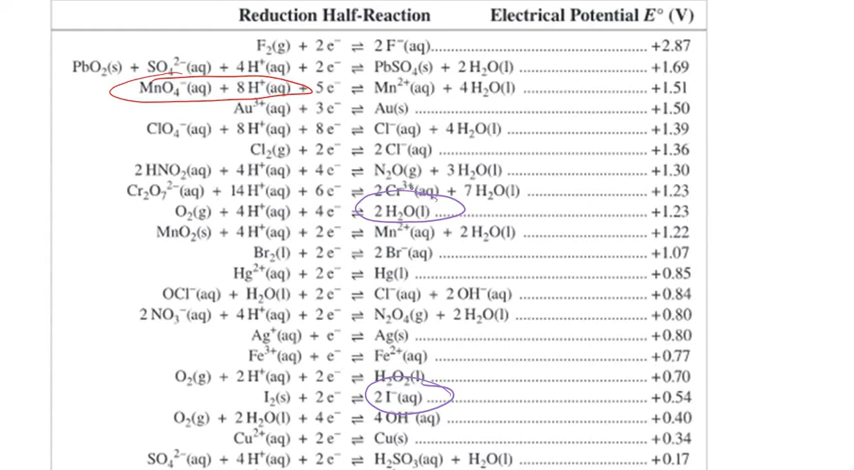 Reduction Half-Reaction Electrical Potential E° (V)
F₂(g) + 2 e⁻ ⇌ 2 F⁻(aq) +2.87
PbO₂(s) + SO₄²⁻(aq) + 4 H⁺(aq) + 2 e⁻ ⇌ PbSO₄(s) + 2 H₂O(l) +1.69
MnO₄⁻(aq) + 8 H⁺(aq) + 5 e⁻ ⇌ Mn²⁺(aq) + 4 H₂O(l) +1.51
Au³⁺(aq) + 3 e⁻ ⇌ Au(s) +1.50
ClO₄⁻(aq) + 8 H⁺(aq) + 8 e⁻ ⇌ Cl⁻(aq) + 4 H₂O(l) +1.39
Cl₂(g) + 2 e⁻ ⇌ 2 Cl⁻(aq) +1.36
2 HNO₂(aq) + 4 H⁺(aq) + 4 e⁻ ⇌ N₂O(g) + 3 H₂O(l) +1.30
Cr₂O₇²⁻(aq) + 14 H⁺(aq) + 6 e⁻ ⇌ 2 Cr³⁺(aq) + 7 H₂O(l) +1.23
O₂(g) + 4 H⁺(aq) + 4 e⁻ ⇌ 2 H₂O(l) +1.23
MnO₂(s) + 4 H⁺(aq) + 2 e⁻ ⇌ Mn²⁺(aq) + 2 H₂O(l) +1.22
Br₂(l) + 2 e⁻ ⇌ 2 Br⁻(aq) +1.07
Hg²⁺(aq) + 2 e⁻ ⇌ Hg(l) +0.85
OCl⁻(aq) + H₂O(l) + 2 e⁻ ⇌ Cl⁻(aq) + 2 OH⁻(aq) +0.84
2 NO₃⁻(aq) + 4 H⁺(aq) + 2 e⁻ ⇌ N₂O₄(g) + 2 H₂O(l) +0.80
Ag⁺(aq) + e⁻ ⇌ Ag(s) +0.80
Fe³⁺(aq) + e⁻ ⇌ Fe²⁺(aq) +0.77
O₂(g) + 2 H⁺(aq) + 2 e⁻ ⇌ H₂O₂(l) +0.70
I₂(s) + 2 e⁻ ⇌ 2 I⁻(aq) +0.54
O₂(g) + 2 H₂O(l) + 4 e⁻ ⇌ 4 OH⁻(aq) +0.40
Cu²⁺(aq) + 2 e⁻ ⇌ Cu(s) +0.34
SO₄²⁻(aq) + 4 H⁺(aq) + 2 e⁻ ⇌ H₂SO₃(aq) + H₂O(l) +0.17